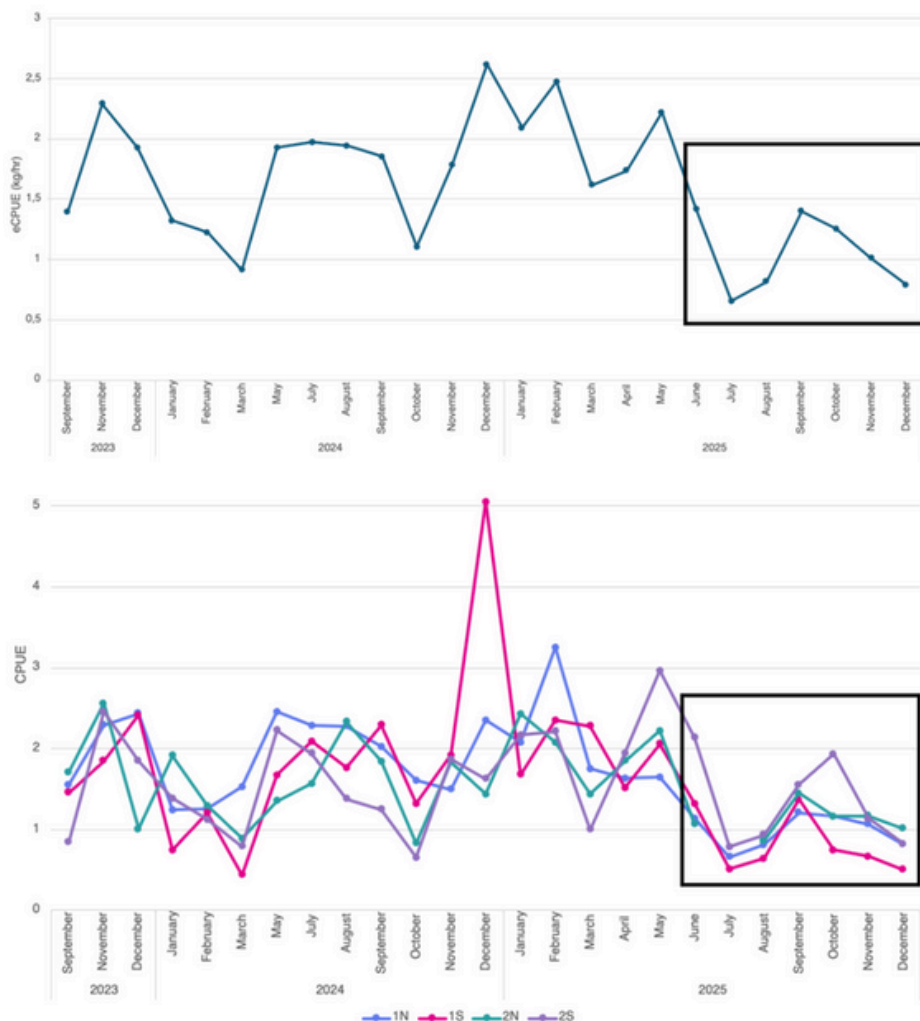 3
2,5
2
1,5
1
0,5
0
eCPUE (kg/hr)
September
November
December
January
February
March
May
July
August
September
October
November
December
January
February
March
April
May
June
July
August
September
October
November
December
2023
2024
2025
5
4
3
2
1
0
CPUE
September
November
December
January
February
March
May
July
August
September
October
November
December
January
February
March
April
May
June
July
August
September
October
November
December
2023
2024
2025
1N 1S 2N 2S